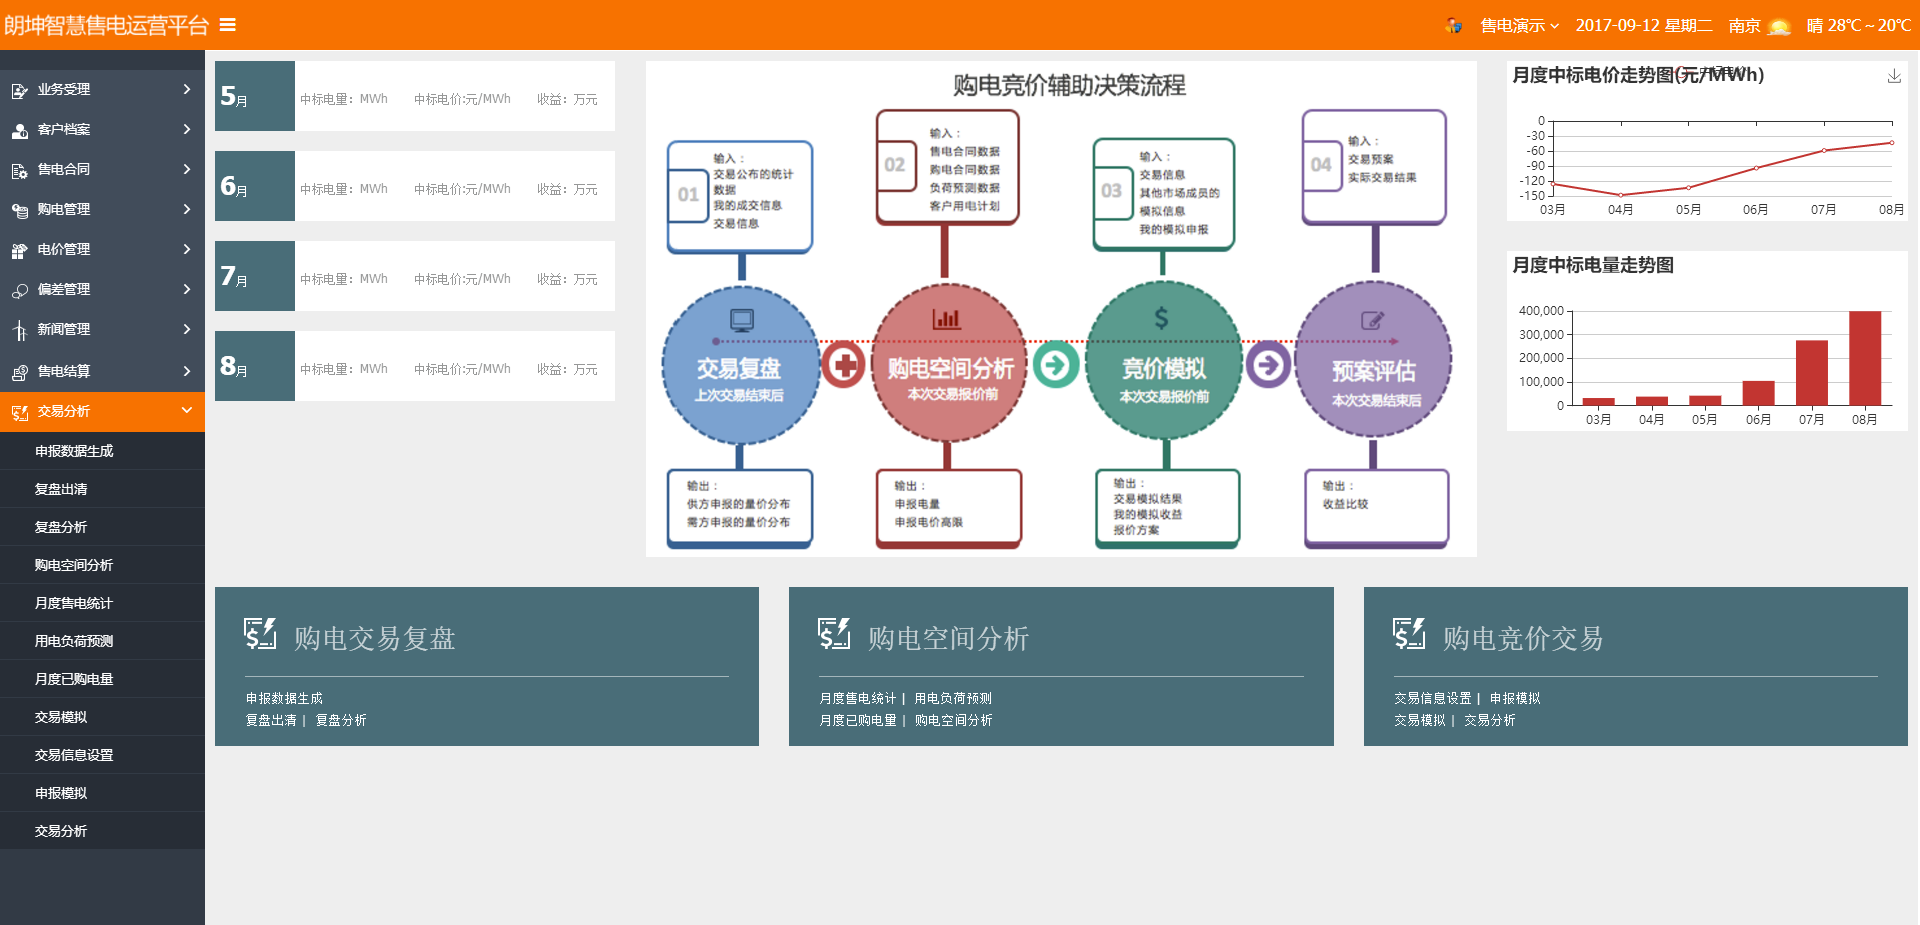 朗坤智慧售电运营平台
售电演示
2017-09-12 星期二
南京
晴 28℃～20℃
业务受理
客户档案
售电合同
购电管理
电价管理
偏差管理
新闻管理
售电结算
交易分析
申报数据生成
复盘出清
复盘分析
购电空间分析
月度售电统计
用电负荷预测
月度已购电量
交易模拟
交易信息设置
申报模拟
交易分析
5月 中标电量：MWh 中标电价:元/MWh 收益：万元
6月 中标电量：MWh 中标电价:元/MWh 收益：万元
7月 中标电量：MWh 中标电价:元/MWh 收益：万元
8月 中标电量：MWh 中标电价:元/MWh 收益：万元
购电竞价辅助决策流程
01
输入：
交易公布的统计
数据
我的成交信息
交易信息
02
输入：
售电合同数据
购电合同数据
负荷预测数据
客户用电计划
03
输入：
交易信息
其他市场成员的
模拟信息
我的模拟申报
04
输入：
交易预案
实际交易结果
交易复盘
上次交易结束后
购电空间分析
本次交易报价前
$
竞价模拟
本次交易报价前
预案评估
本次交易结束后
输出：
供方申报的量价分布
需方申报的量价分布
输出：
申报电量
申报电价高限
输出：
交易模拟结果
我的模拟收益
报价方案
输出：
收益比较
月度中标电价走势图(元/MWh)
中标电价
0
-30
-60
-90
-120
-150
03月 04月 05月 06月 07月 08月
月度中标电量走势图
400,000
300,000
200,000
100,000
0
03月 04月 05月 06月 07月 08月
购电交易复盘
申报数据生成
复盘出清 | 复盘分析
购电空间分析
月度售电统计 | 用电负荷预测
月度已购电量 | 购电空间分析
购电竞价交易
交易信息设置 | 申报模拟
交易模拟 | 交易分析